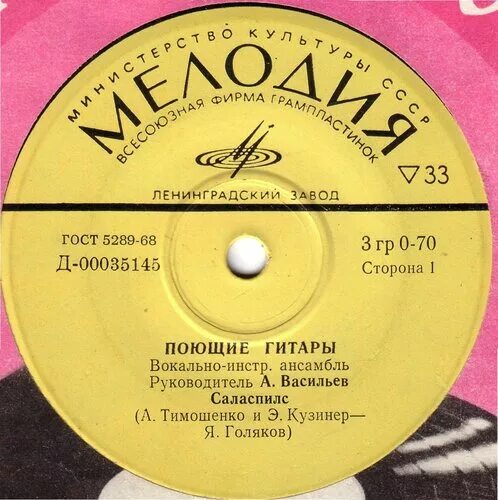 МИНИСТЕРСТВО КУЛЬТУРЫ СССР
МЕЛОДИЯ
ВСЕСОЮЗНАЯ ФИРМА ГРАМПЛАСТИНОК
▽33
ЛЕНИНГРАДСКИЙ ЗАВОД
ГОСТ 5289-68
Д-00035145
3 гр 0-70
Сторона 1
ПОЮЩИЕ ГИТАРЫ
Вокально-инстр. ансамбль
Руководитель А. Васильев
Саласпилс
(А. Тимошенко и Э. Кузинер—
Я. Голяков)